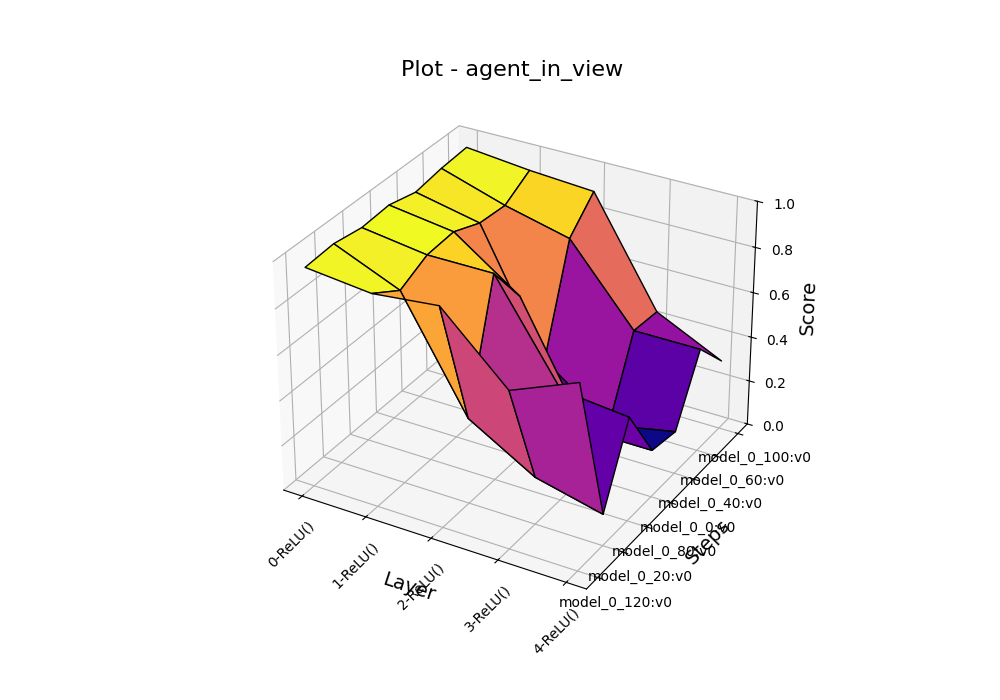 Plot - agent_in_view
1.0
0.8
0.6
0.4
0.2
0.0
Score
model_0_100:v0
model_0_60:v0
model_0_40:v0
model_0_0:v0
model_0_80:v0
model_0_20:v0
model_0_120:v0
Steps
0-ReLU()
1-ReLU()
2-ReLU()
3-ReLU()
4-ReLU()
Layer